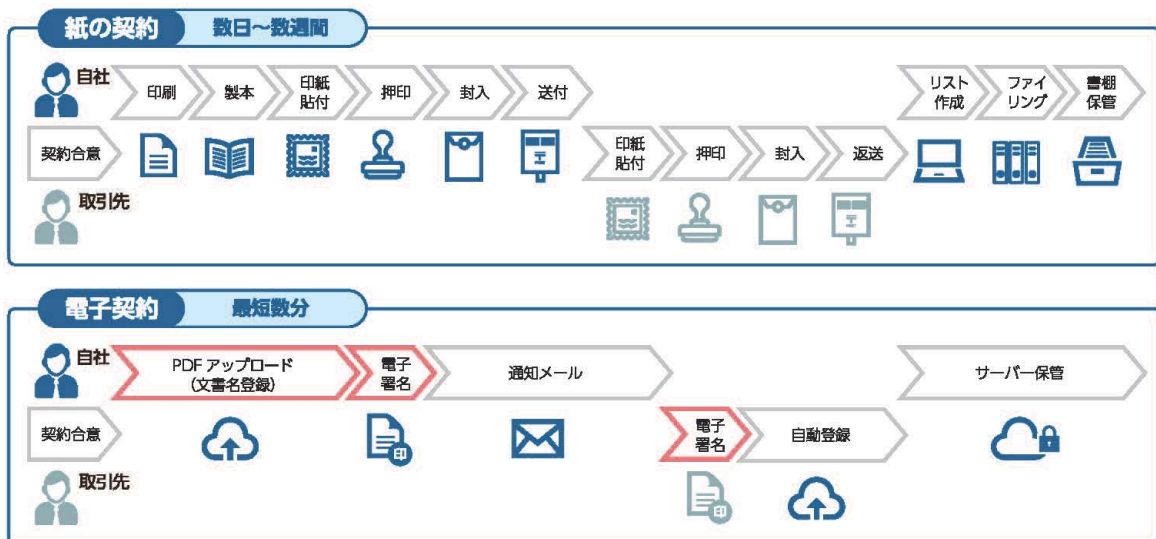 紙の契約
数日～数週間
自社
印刷
製本
印紙
貼付
押印
封入
送付
リスト
作成
ファイ
リング
書棚
保管
契約合意
印紙
貼付
押印
封入
返送
取引先
電子契約
最短数分
自社
PDF アップロード
（文書名登録）
電子
署名
通知メール
サーバー保管
契約合意
電子
署名
自動登録
印
取引先
印